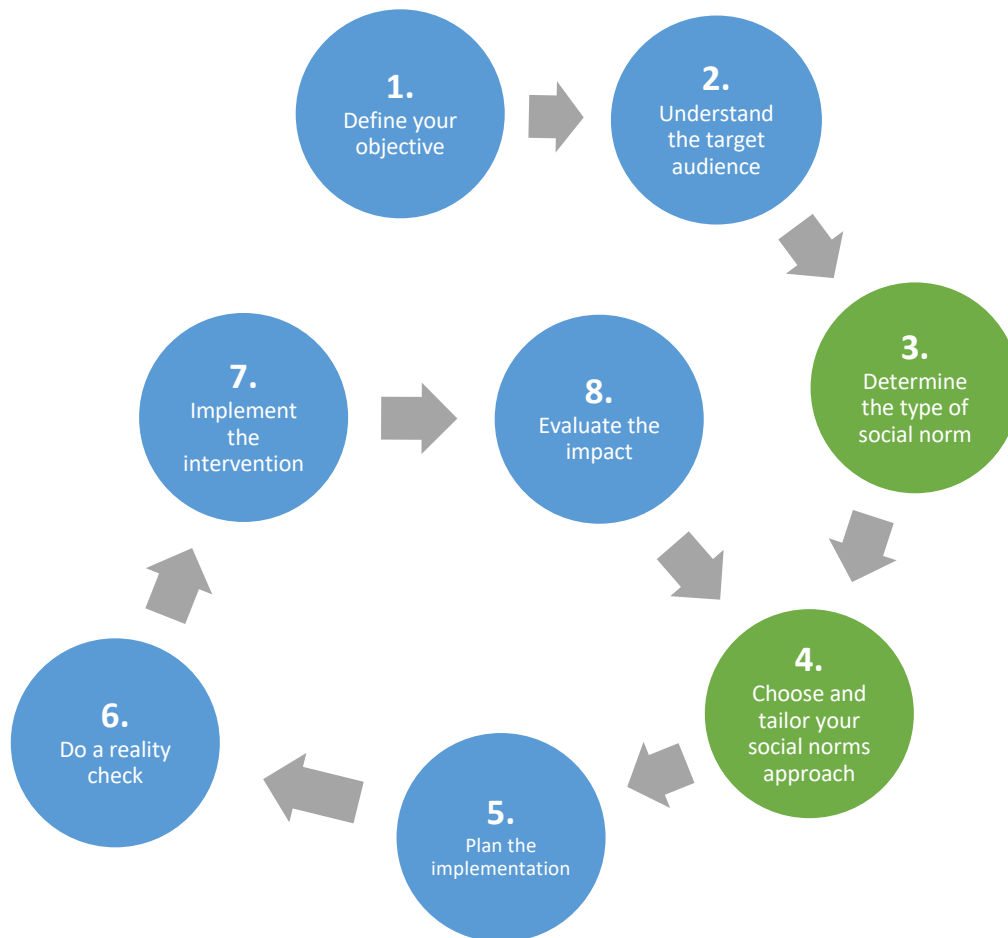 1.
Define your
objective
2.
Understand
the target
audience
3.
Determine
the type of
social norm
4.
Choose and
tailor your
social norms
approach
5.
Plan the
implementation
6.
Do a reality
check
7.
Implement
the
intervention
8.
Evaluate the
impact